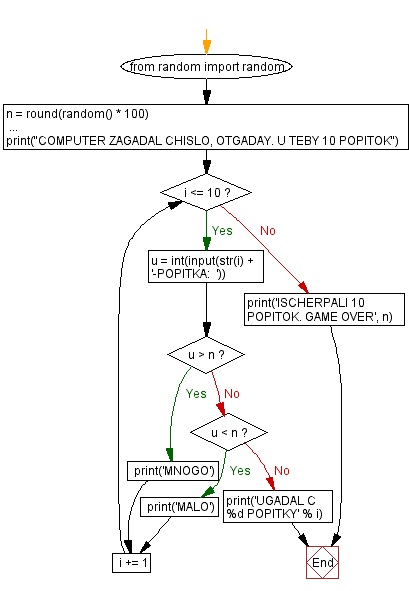 from random import random
n = round(random() * 100)
...
print("COMPUTER ZAGADAL CHISLO, OTGADAY. U TEBY 10 POPITOK")
i <= 10 ?
Yes
No
u = int(input(str(i) +
'-POPITKA: '))
print('ISCHERPALI 10
POPITOK. GAME OVER', n)
u > n ?
Yes
No
u < n ?
print('MNOGO')
Yes
No
print('MALO')
print('UGADAL C
%d POPITKY' % i)
i += 1
End